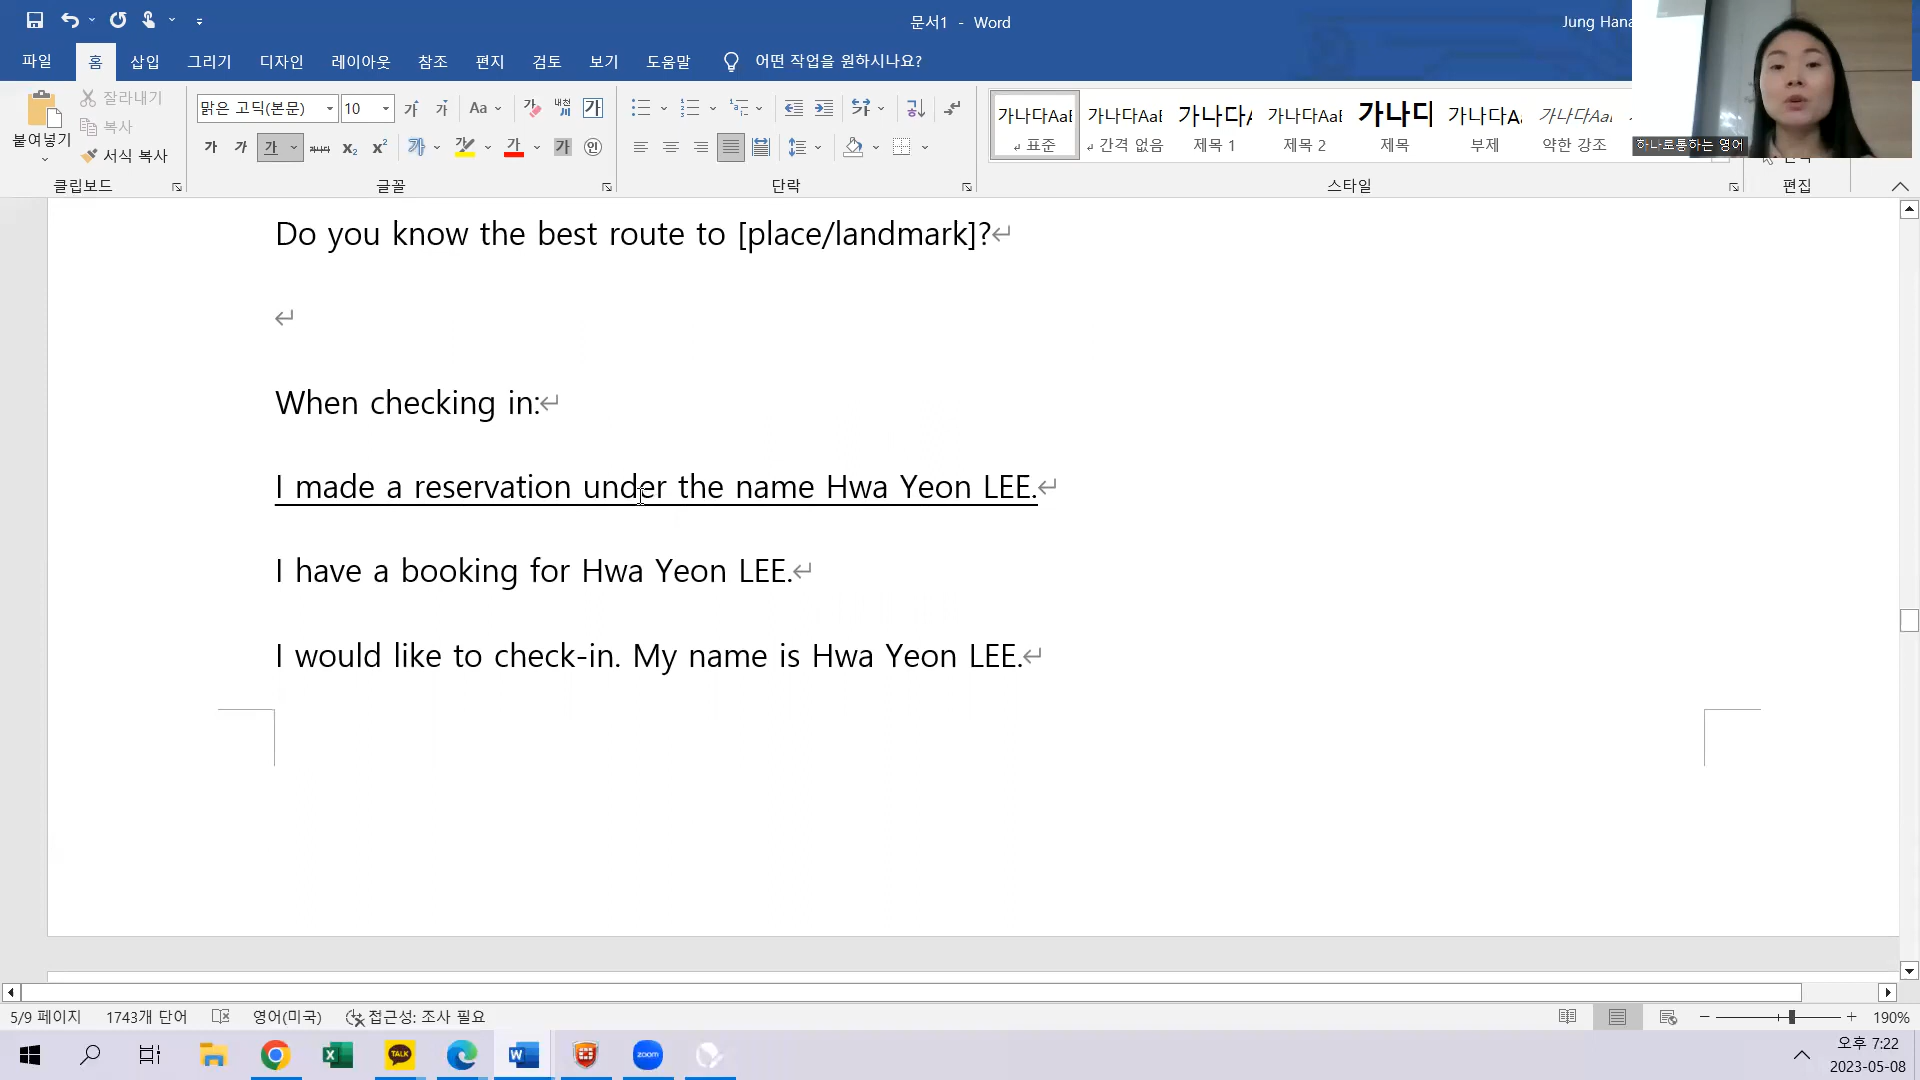 문서1 - Word
Jung Hana
파일 홈 삽입 그리기 디자인 레이아웃 참조 편지 검토 보기 도움말 어떤 작업을 원하시나요?
붙여넣기
잘라내기
복사
서식 복사
클립보드
맑은 고딕(본문) 10
글꼴
단락
가나다AaB 가나다AaB 가나다A 가나다AaB 가나다 가나다Aa 가나다AaB
표준 간격 없음 제목 1 제목 2 제목 부제 약한 강조
스타일
편집
하나로통하는 영어
Do you know the best route to [place/landmark]?
When checking in:
I made a reservation under the name Hwa Yeon LEE.
I have a booking for Hwa Yeon LEE.
I would like to check-in. My name is Hwa Yeon LEE.
5/9 페이지 1743개 단어 영어(미국) 접근성: 조사 필요 190%
TALK
zoom
오후 7:22
2023-05-08